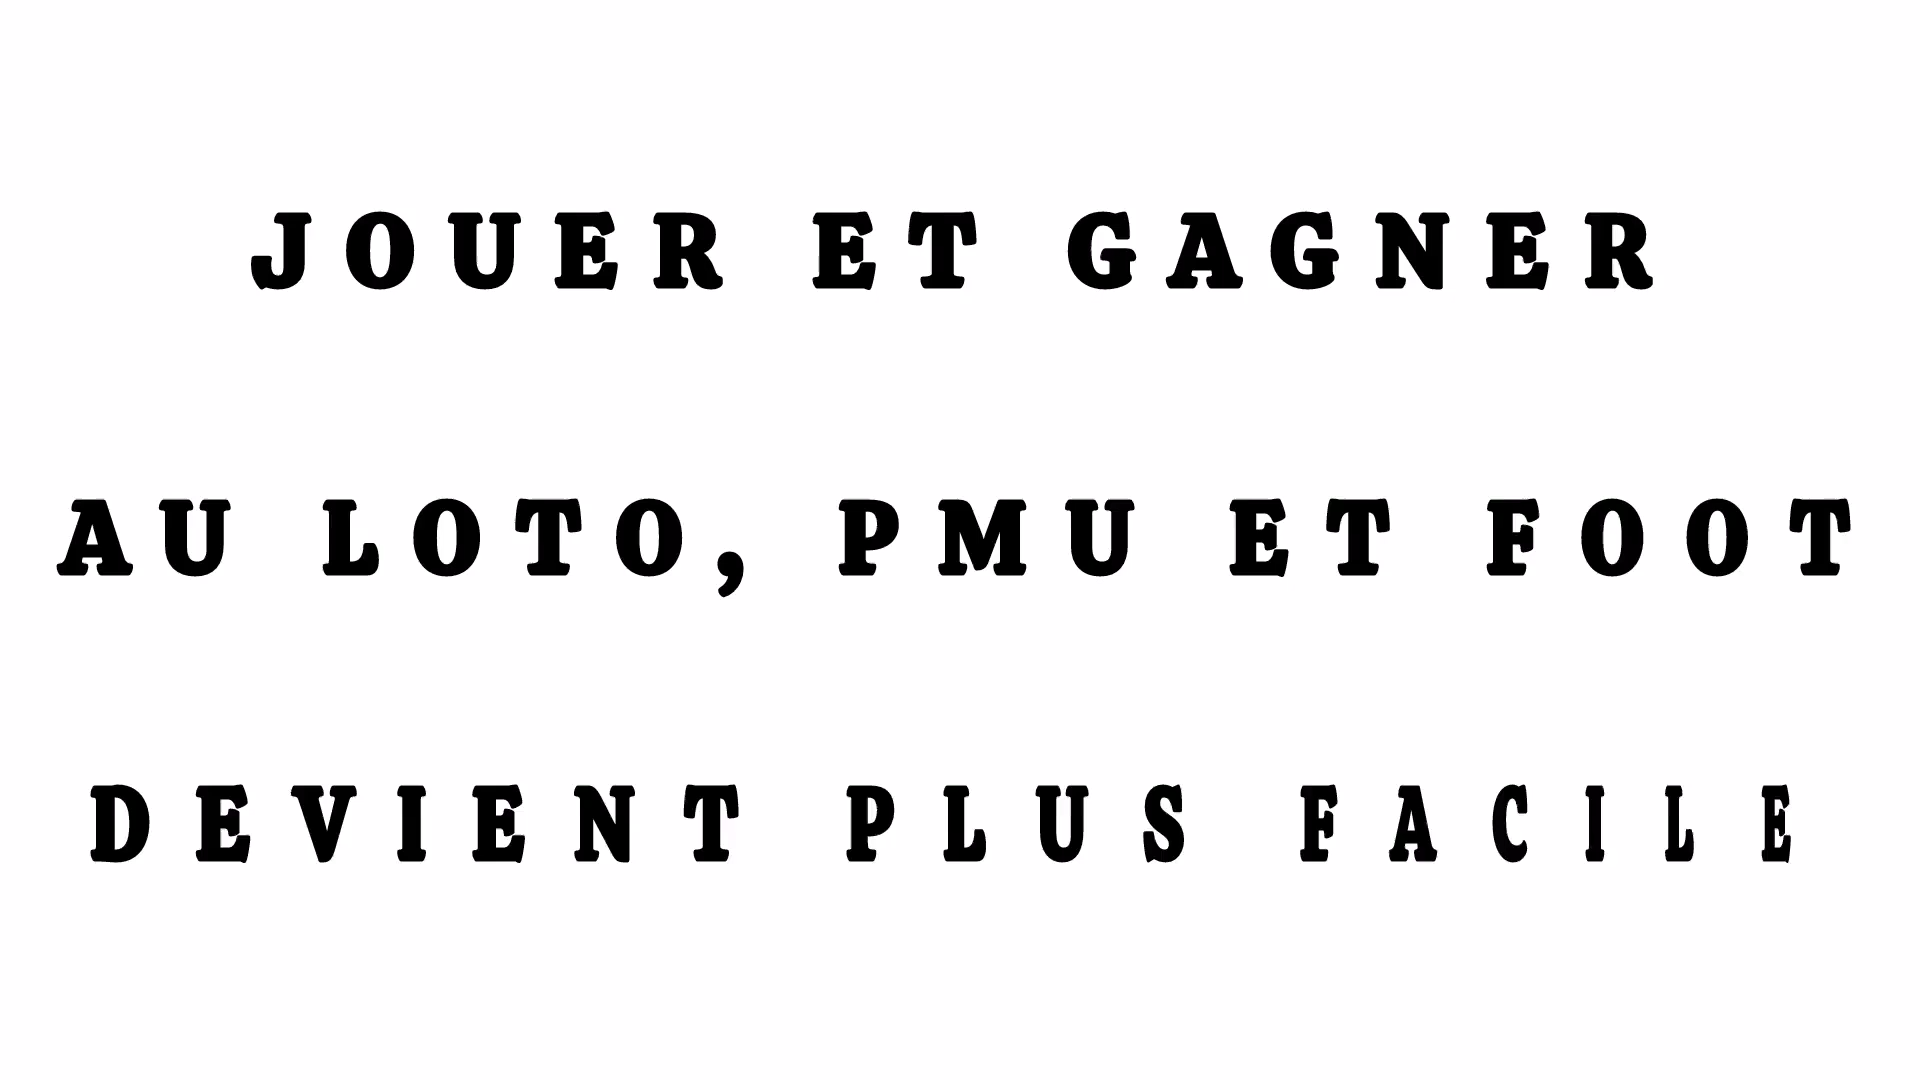 JOUER ET GAGNER
AU LOTO, PMU ET FOOT
DEVIENT PLUS FACILE